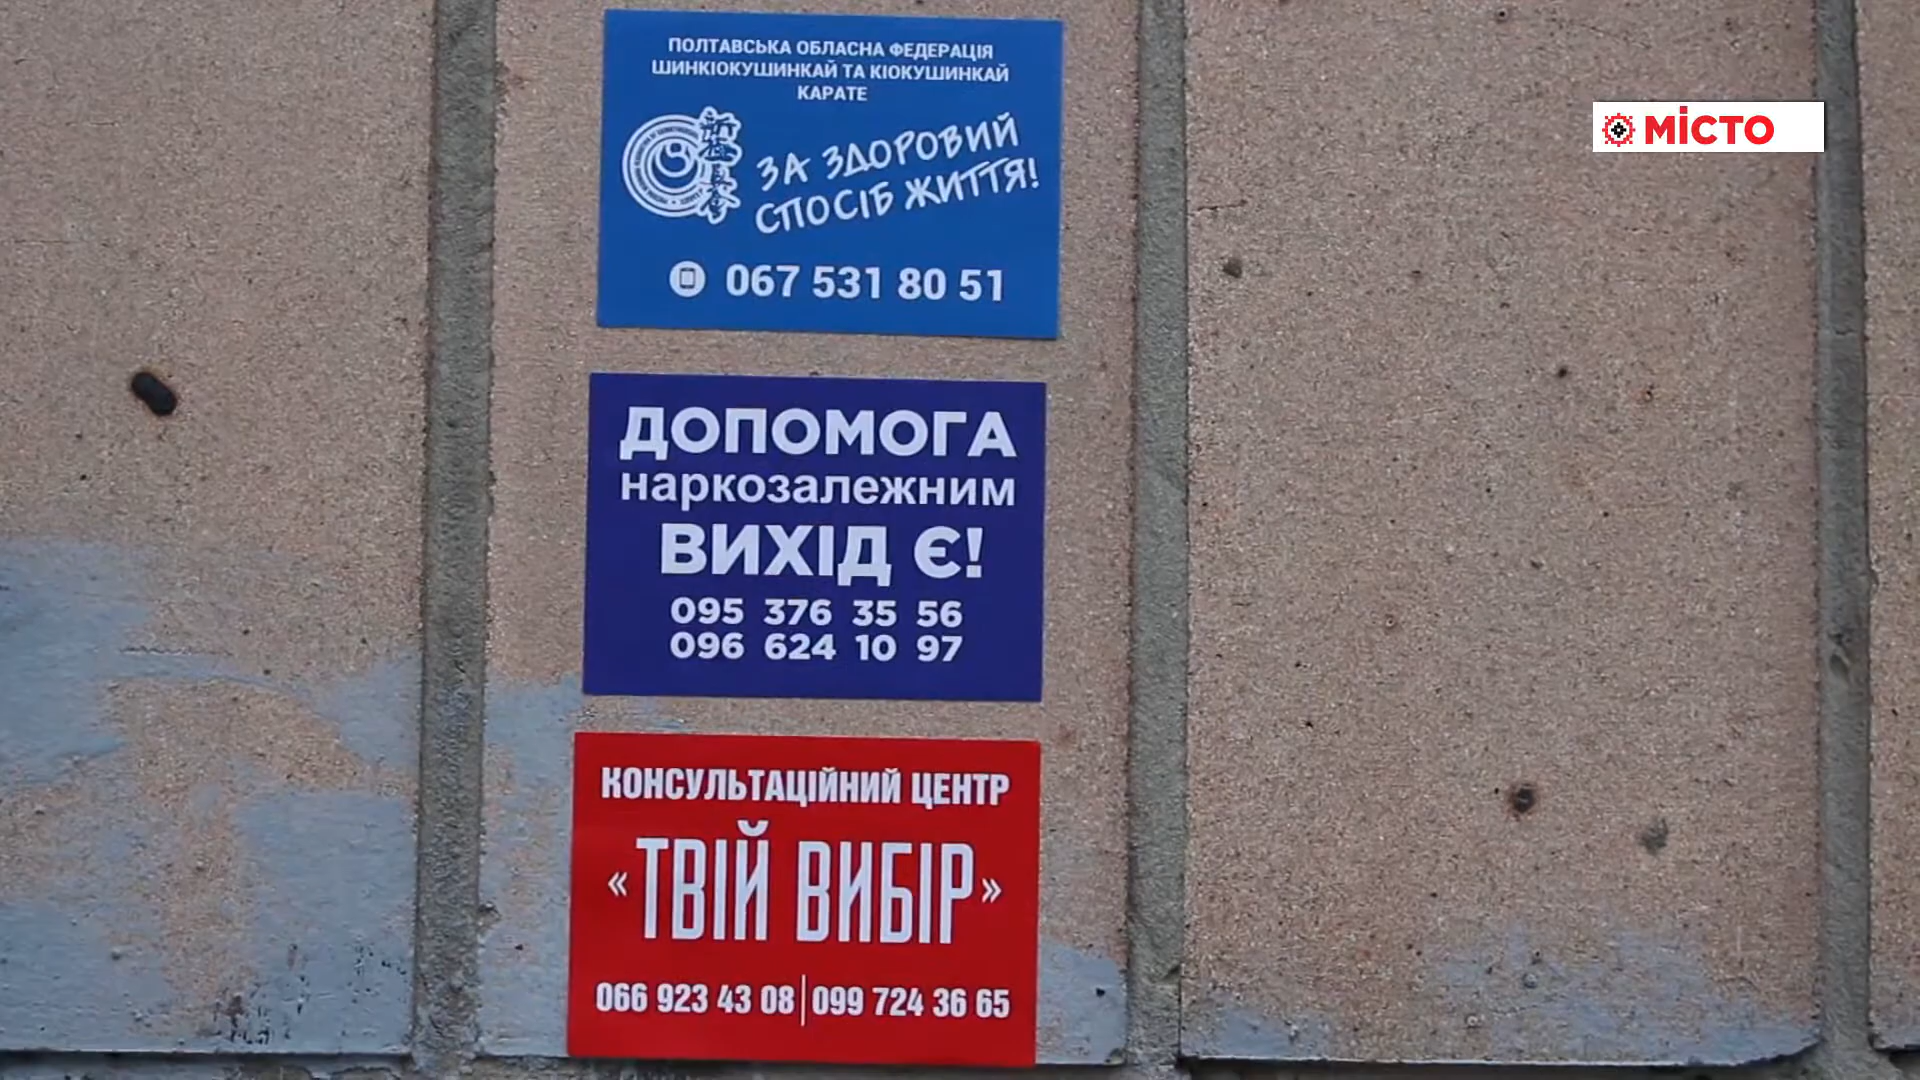 ПОЛТАВСЬКА ОБЛАСНА ФЕДЕРАЦІЯ
ШИНКІОКУШИНКАЙ ТА КІОКУШИНКАЙ
КАРАТЕ
ЗА ЗДОРОВИЙ
СПОСІБ ЖИТТЯ!
067 531 80 51
МІСТО
ДОПОМОГА
наркозалежним
ВИХІД Є!
095 376 35 56
096 624 10 97
КОНСУЛЬТАЦІЙНИЙ ЦЕНТР
«ТВІЙ ВИБІР»
066 923 43 08 | 099 724 36 65